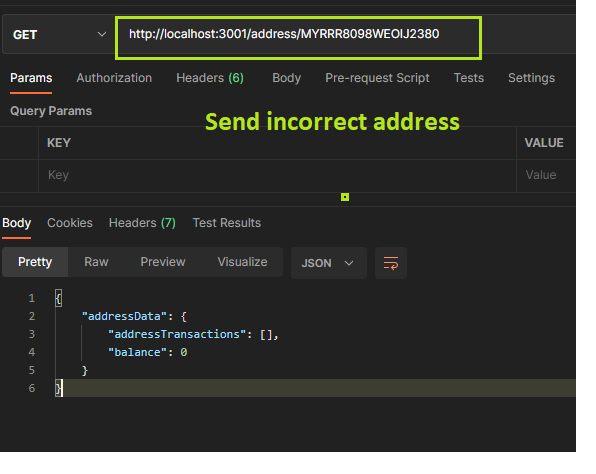 GET http://localhost:3001/address/MYRRR8098WEOIJ2380
Params Authorization Headers (6) Body Pre-request Script Tests Settings
Query Params
Send incorrect address
KEY VALUE
Key Value
Body Cookies Headers (7) Test Results
Pretty Raw Preview Visualize JSON
1 {
2 "addressData": {
3 "addressTransactions": [],
4 "balance": 0
5 }
6 }